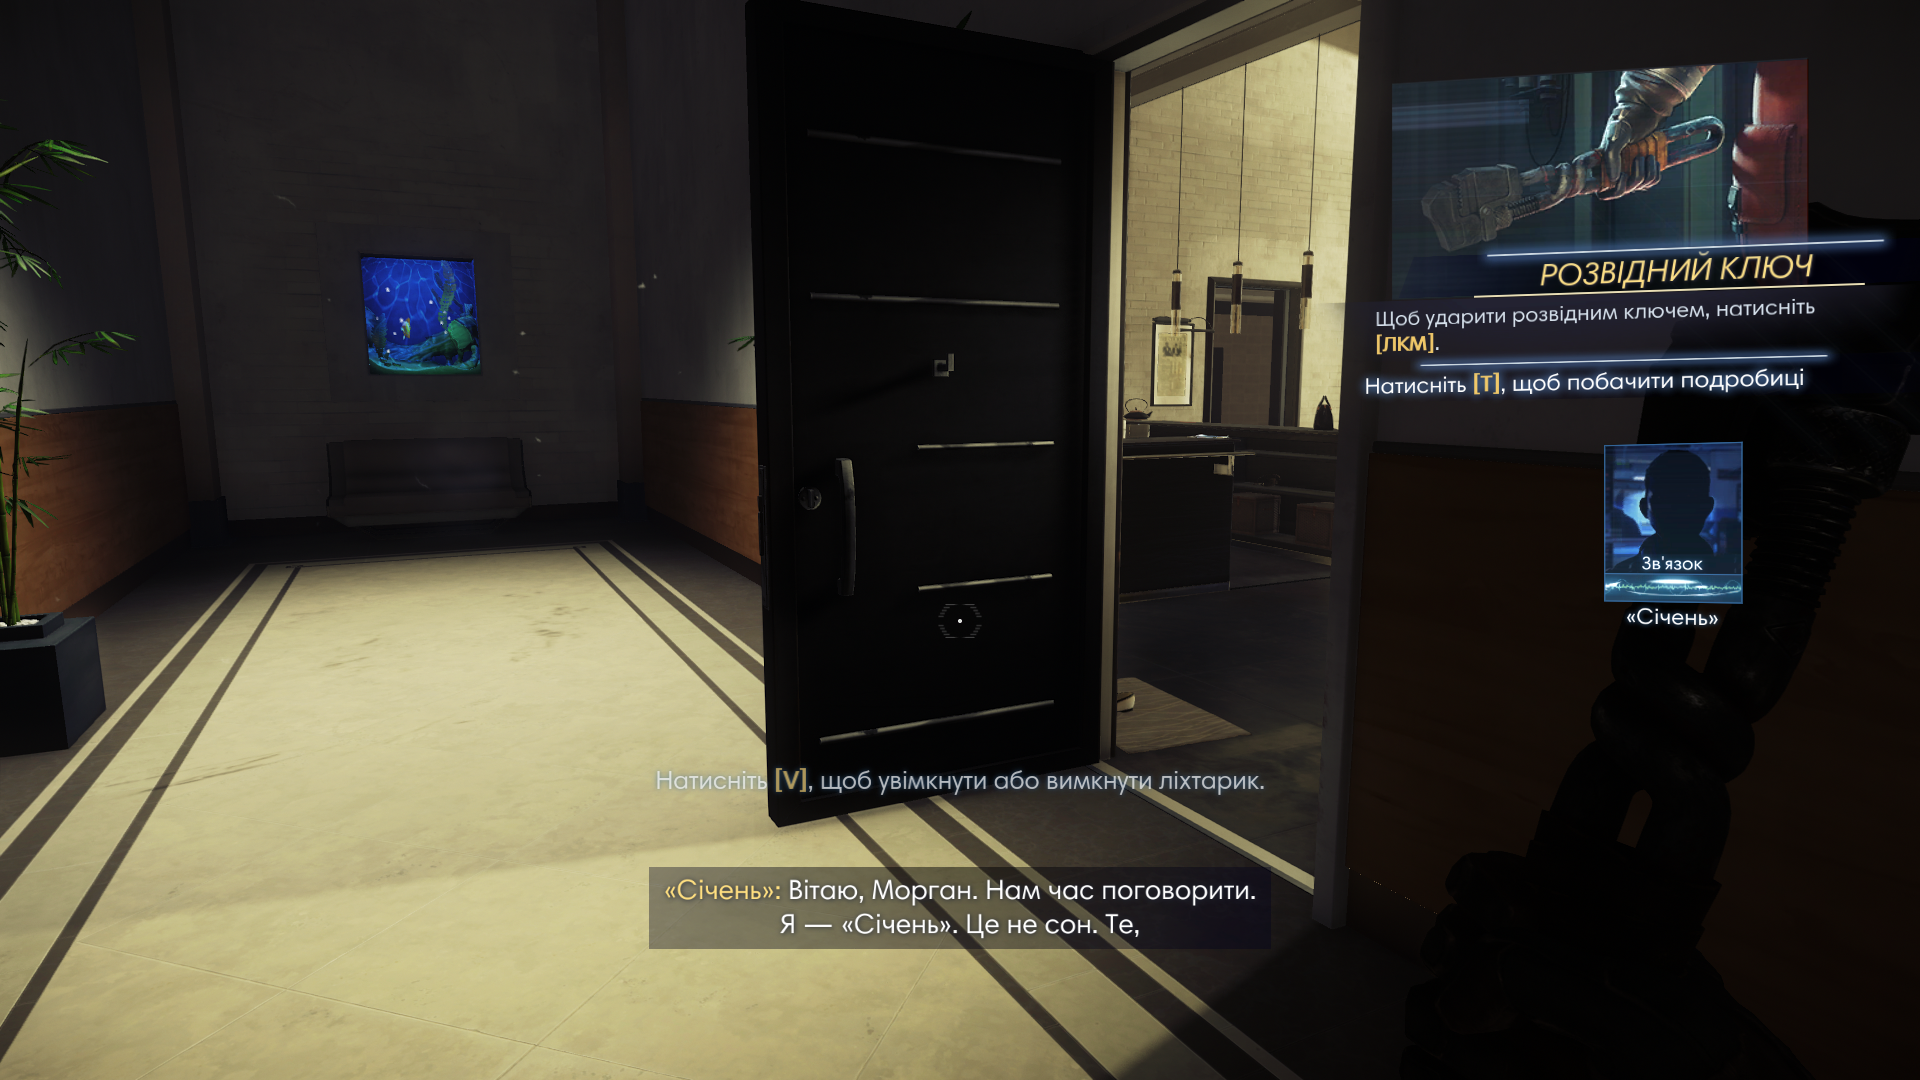 РОЗВІДНИЙ КЛЮЧ
Щоб ударити розвідним ключем, натисніть
[ЛКМ].
Натисніть [T], щоб побачити подробиці
Зв'язок
«Січень»
Натисніть [V], щоб увімкнути або вимкнути ліхтарик.
«Січень»: Вітаю, Морган. Нам час поговорити.
Я — «Січень». Це не сон. Те,